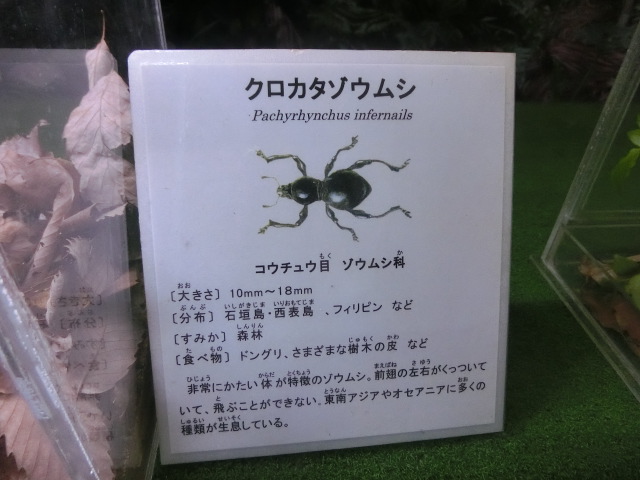 クロカタゾウムシ
Pachyrhynchus infernails
コウチュウ目 ゾウムシ科
［大きさ］ 10mm～18mm
［分布］ 石垣島・西表島 、フィリピン など
［すみか］ 森林
［食べ物］ ドングリ、さまざまな樹木の皮 など
非常にかたい体が特徴のゾウムシ。前翅の左右がくっついて
いて、飛ぶことができない。東南アジアやオセアニアに多くの
種類が生息している。